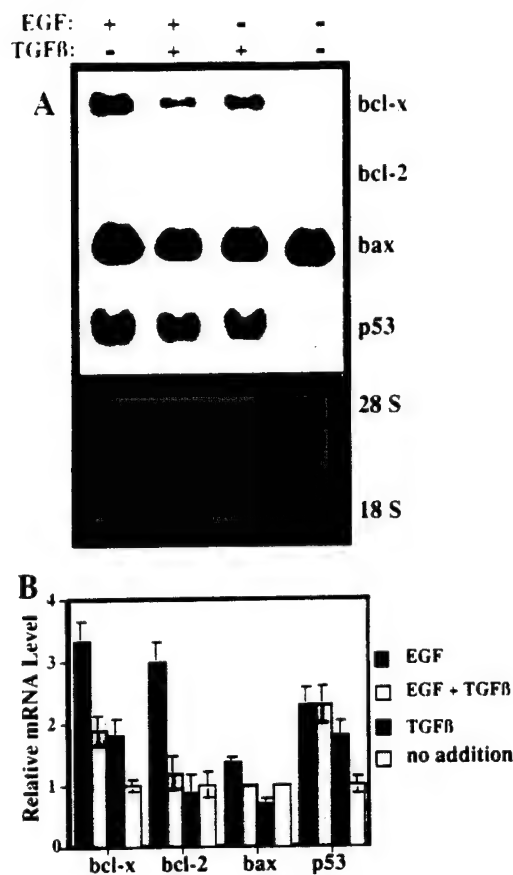 EGF: + + - -
TGFß: - + + -
A
bcl-x
bcl-2
bax
p53
28 S
18 S
B
Relative mRNA Level
4
3
2
1
0
bcl-x bcl-2 bax p53
EGF
EGF + TGFß
TGFß
no addition